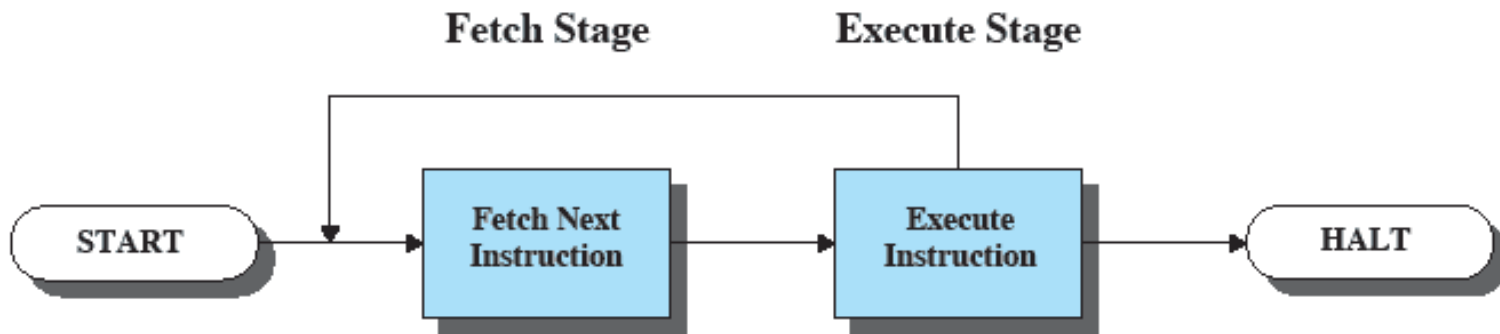 Fetch Stage
Execute Stage
START
Fetch Next
Instruction
Execute
Instruction
HALT